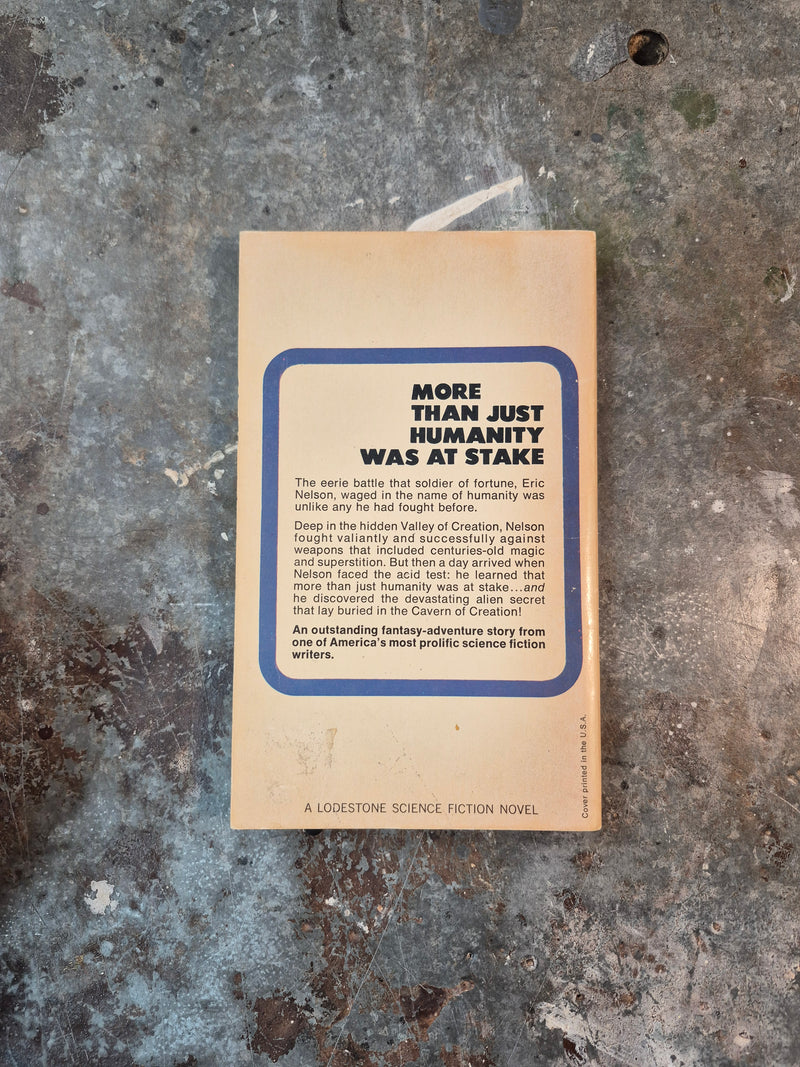 MORE
THAN JUST
HUMANITY
WAS AT STAKE
The eerie battle that soldier of fortune, Eric
Nelson, waged in the name of humanity was
unlike any he had fought before.
Deep in the hidden Valley of Creation, Nelson
fought valiantly and successfully against
weapons that included centuries-old magic
and superstition. But then a day arrived when
Nelson faced the acid test: he learned that
more than just humanity was at stake...and
he discovered the devastating alien secret
that lay buried in the Cavern of Creation!
An outstanding fantasy-adventure story from
one of America's most prolific science fiction
writers.
A LODESTONE SCIENCE FICTION NOVEL
Cover printed in the U.S.A.